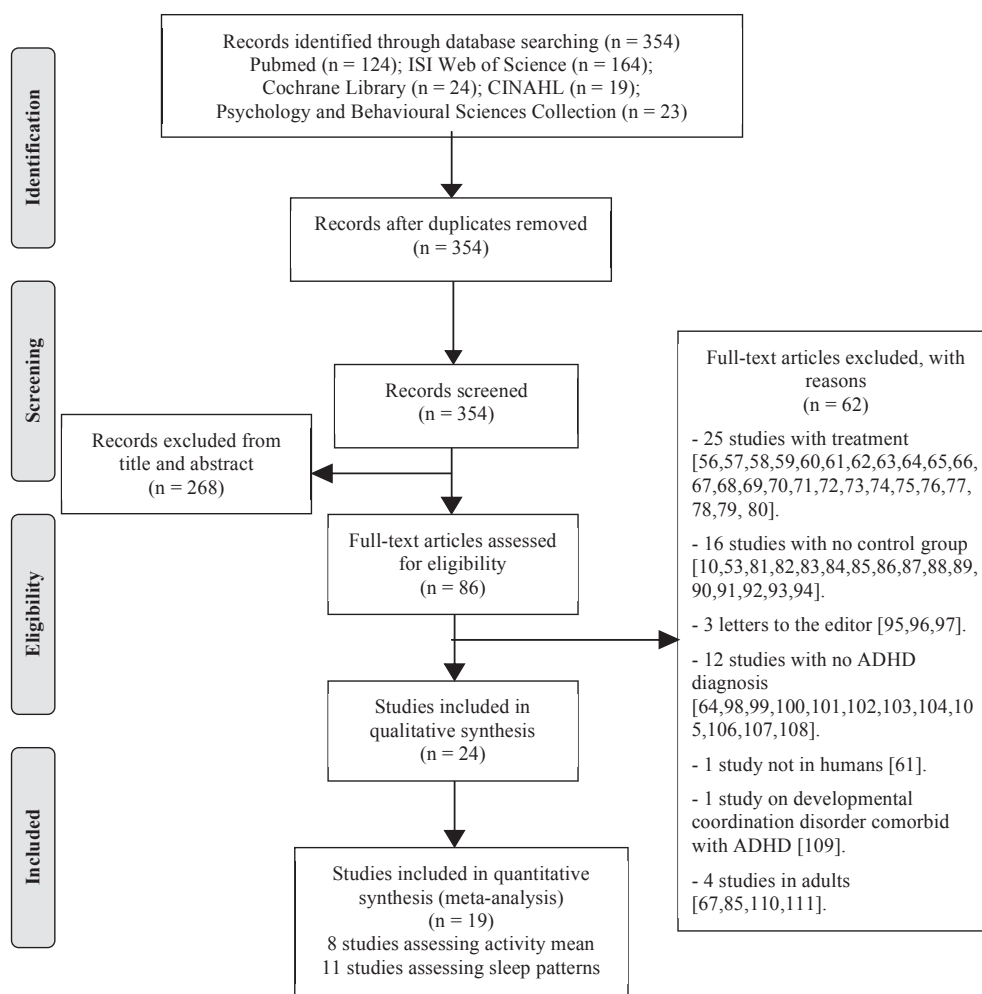 Identification
Records identified through database searching (n = 354)
Pubmed (n = 124); ISI Web of Science (n = 164);
Cochrane Library (n = 24); CINAHL (n = 19);
Psychology and Behavioural Sciences Collection (n = 23)
Records after duplicates removed
(n = 354)
Screening
Records screened
(n = 354)
Records excluded from
title and abstract
(n = 268)
Eligibility
Full-text articles assessed
for eligibility
(n = 86)
Full-text articles excluded, with
reasons
(n = 62)
- 25 studies with treatment
[56,57,58,59,60,61,62,63,64,65,66,
67,68,69,70,71,72,73,74,75,76,77,
78,79, 80].
- 16 studies with no control group
[10,53,81,82,83,84,85,86,87,88,89,
90,91,92,93,94].
- 3 letters to the editor [95,96,97].
- 12 studies with no ADHD
diagnosis
[64,98,99,100,101,102,103,104,10
5,106,107,108].
- 1 study not in humans [61].
- 1 study on developmental
coordination disorder comorbid
with ADHD [109].
- 4 studies in adults
[67,85,110,111].
Studies included in
qualitative synthesis
(n = 24)
Included
Studies included in quantitative
synthesis (meta-analysis)
(n = 19)
8 studies assessing activity mean
11 studies assessing sleep patterns